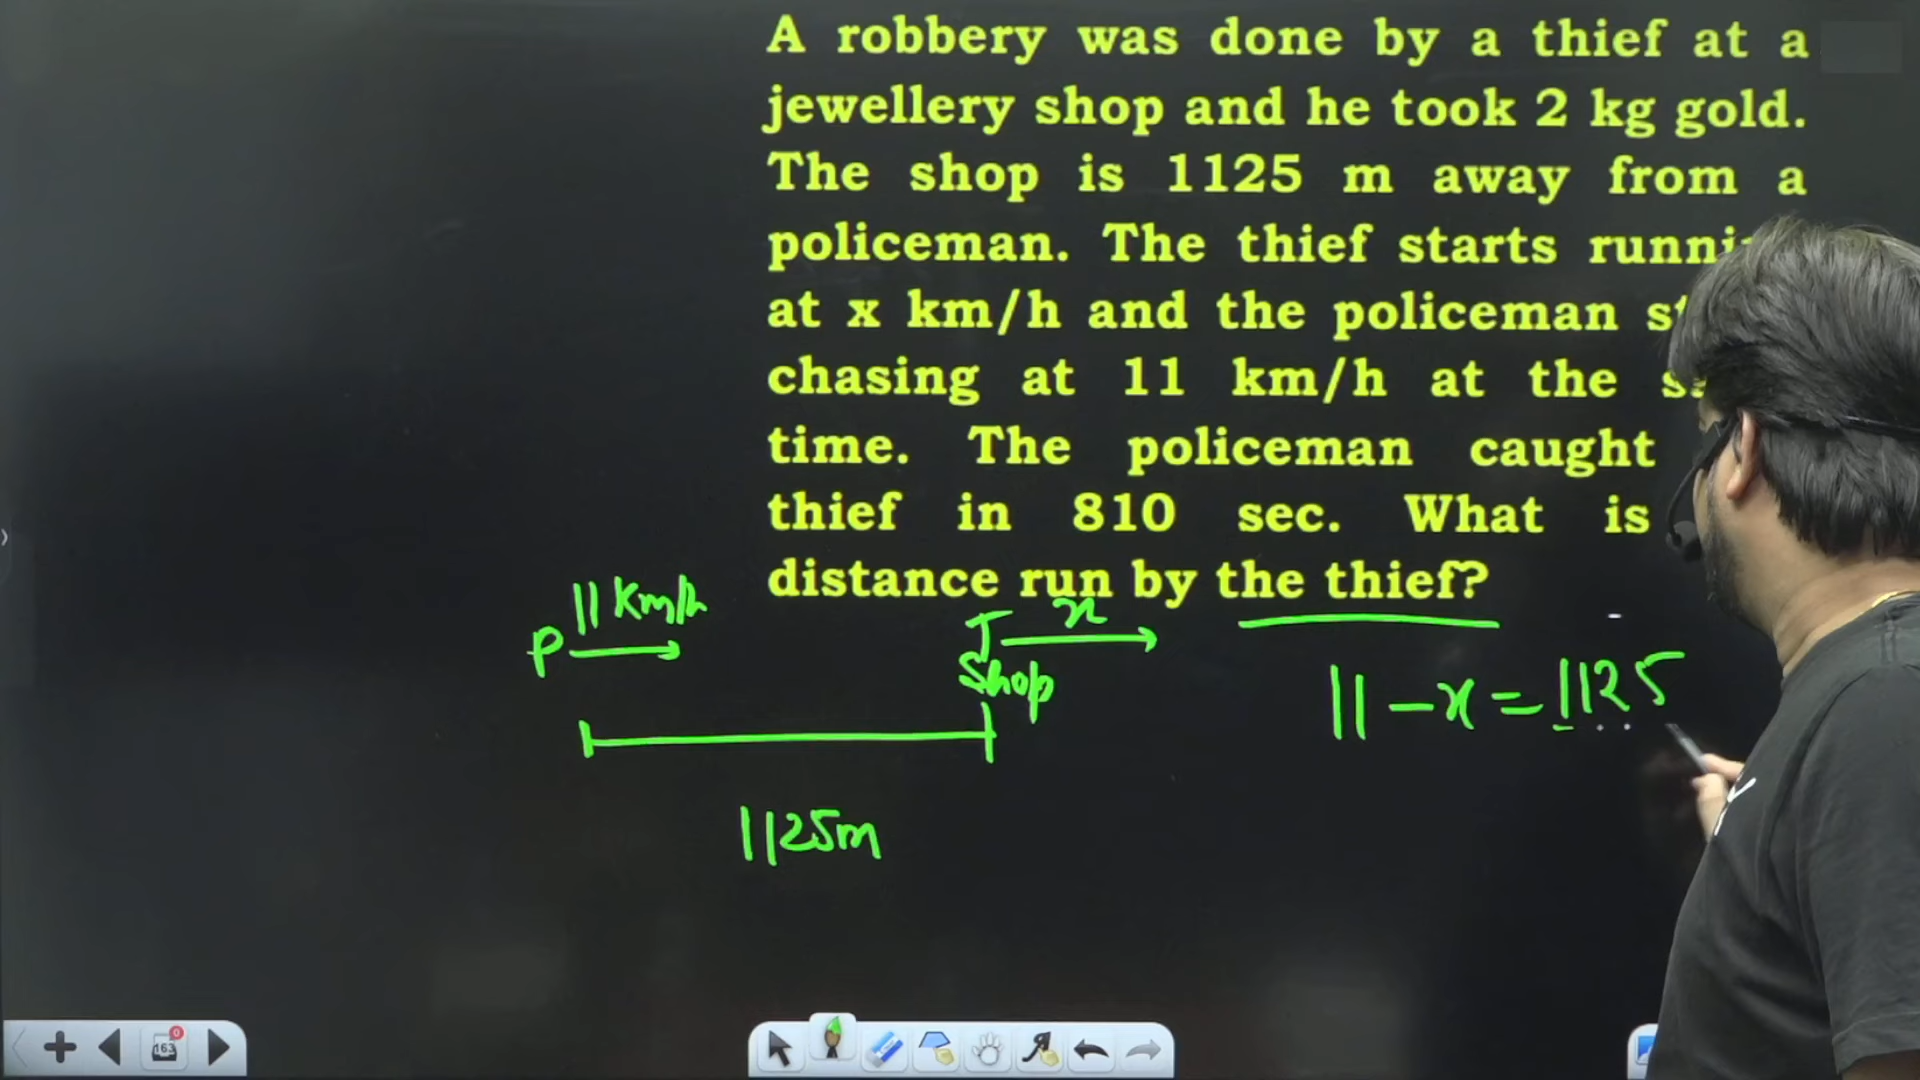 A robbery was done by a thief at a
jewellery shop and he took 2 kg gold.
The shop is 1125 m away from a
policeman. The thief starts
at x km/h and the policeman
chasing at 11 km/h at the
time. The policeman caught
thief in 810 sec. What is
distance run by the thief?
11 Km/h
P
T x
Shop
11 - x = 1125
1125m
163
0